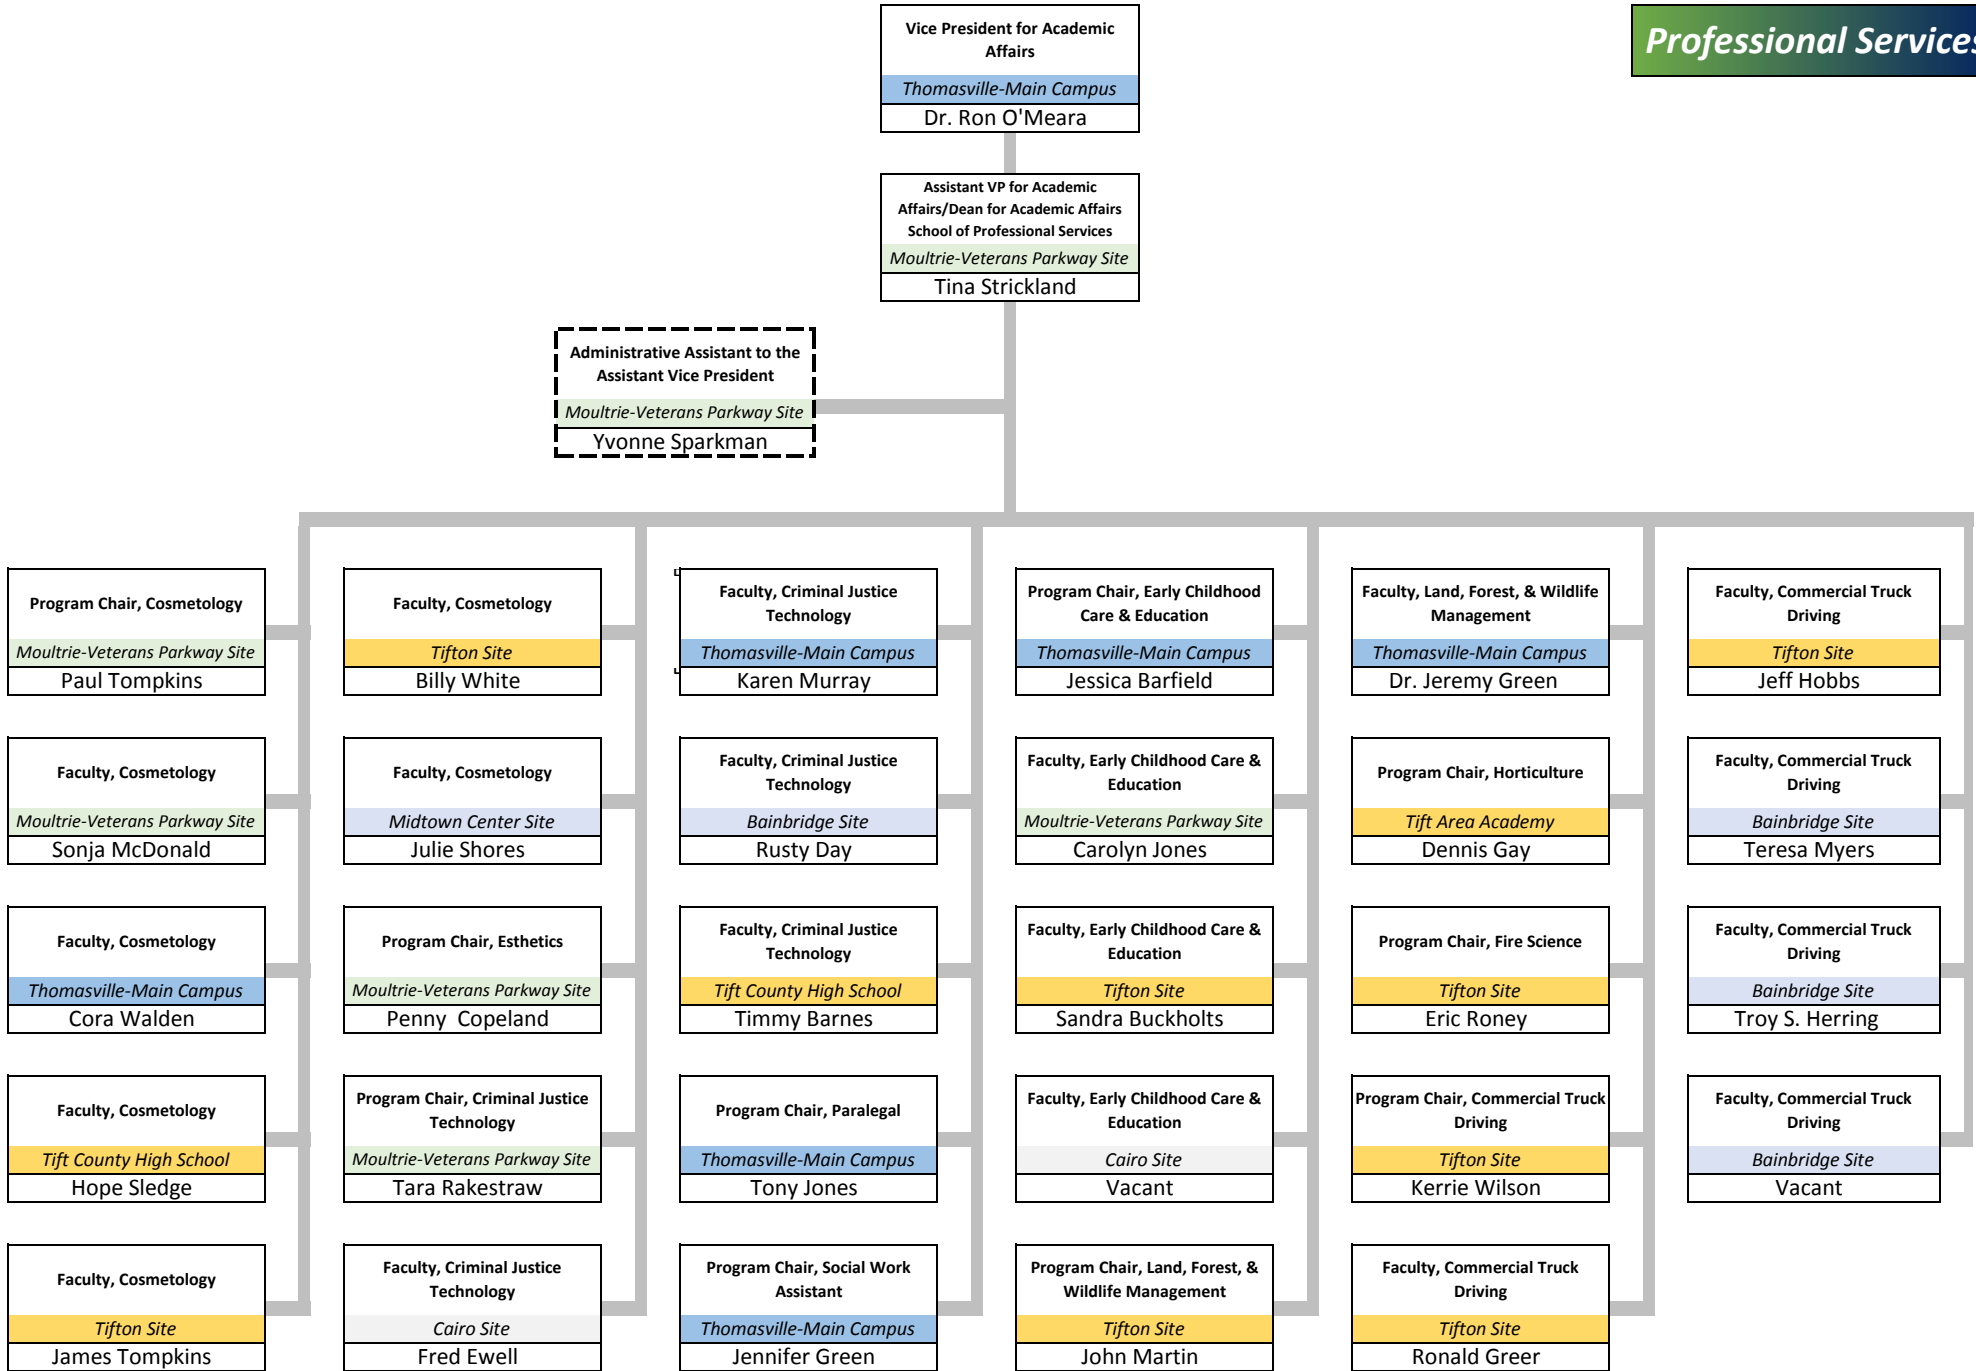 Professional Services
Vice President for Academic
Affairs
Thomasville-Main Campus
Dr. Ron O'Meara
Assistant VP for Academic
Affairs/Dean for Academic Affairs
School of Professional Services
Moultrie-Veterans Parkway Site
Tina Strickland
Administrative Assistant to the
Assistant Vice President
Moultrie-Veterans Parkway Site
Yvonne Sparkman
Program Chair, Cosmetology
Moultrie-Veterans Parkway Site
Paul Tompkins
Faculty, Cosmetology
Moultrie-Veterans Parkway Site
Sonja McDonald
Faculty, Cosmetology
Thomasville-Main Campus
Cora Walden
Faculty, Cosmetology
Tift County High School
Hope Sledge
Faculty, Cosmetology
Tifton Site
James Tompkins
Faculty, Cosmetology
Tifton Site
Billy White
Faculty, Cosmetology
Midtown Center Site
Julie Shores
Program Chair, Esthetics
Moultrie-Veterans Parkway Site
Penny  Copeland
Program Chair, Criminal Justice
Technology
Moultrie-Veterans Parkway Site
Tara Rakestraw
Faculty, Criminal Justice
Technology
Cairo Site
Fred Ewell
Faculty, Criminal Justice
Technology
Thomasville-Main Campus
Karen Murray
Faculty, Criminal Justice
Technology
Bainbridge Site
Rusty Day
Faculty, Criminal Justice
Technology
Tift County High School
Timmy Barnes
Program Chair, Paralegal
Thomasville-Main Campus
Tony Jones
Program Chair, Social Work
Assistant
Thomasville-Main Campus
Jennifer Green
Program Chair, Early Childhood
Care & Education
Thomasville-Main Campus
Jessica Barfield
Faculty, Early Childhood Care &
Education
Moultrie-Veterans Parkway Site
Carolyn Jones
Faculty, Early Childhood Care &
Education
Tifton Site
Sandra Buckholts
Faculty, Early Childhood Care &
Education
Cairo Site
Vacant
Program Chair, Land, Forest, &
Wildlife Management
Tifton Site
John Martin
Faculty, Land, Forest, & Wildlife
Management
Thomasville-Main Campus
Dr. Jeremy Green
Program Chair, Horticulture
Tift Area Academy
Dennis Gay
Program Chair, Fire Science
Tifton Site
Eric Roney
Program Chair, Commercial Truck
Driving
Tifton Site
Kerrie Wilson
Faculty, Commercial Truck
Driving
Tifton Site
Ronald Greer
Faculty, Commercial Truck
Driving
Tifton Site
Jeff Hobbs
Faculty, Commercial Truck
Driving
Bainbridge Site
Teresa Myers
Faculty, Commercial Truck
Driving
Bainbridge Site
Troy S. Herring
Faculty, Commercial Truck
Driving
Bainbridge Site
Vacant